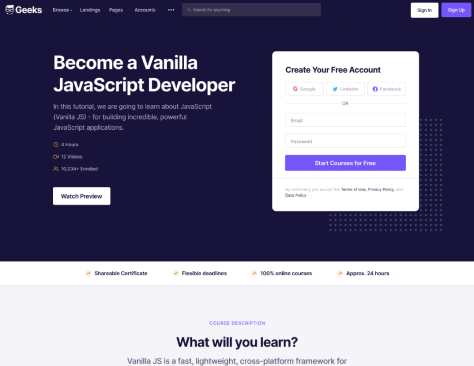 Geeks
Browse
Landings
Pages
Accounts
Search for anything
Sign In
Sign Up
Become a Vanilla
JavaScript Developer
In this tutorial, we are going to learn about JavaScript
(Vanilla JS) - for building incredible, powerful
JavaScript applications.
4 Hours
12 Videos
10,234+ Enrolled
Watch Preview
Create Your Free Account
Google
LinkedIn
Facebook
OR
Email
Password
Start Courses for Free
By continuing you accept the Terms of Use, Privacy Policy, and
Data Policy
Shareable Certificate
Flexible deadlines
100% online courses
Approx. 24 hours
COURSE DESCRIPTION
What will you learn?
Vanilla JS is a fast, lightweight, cross-platform framework for